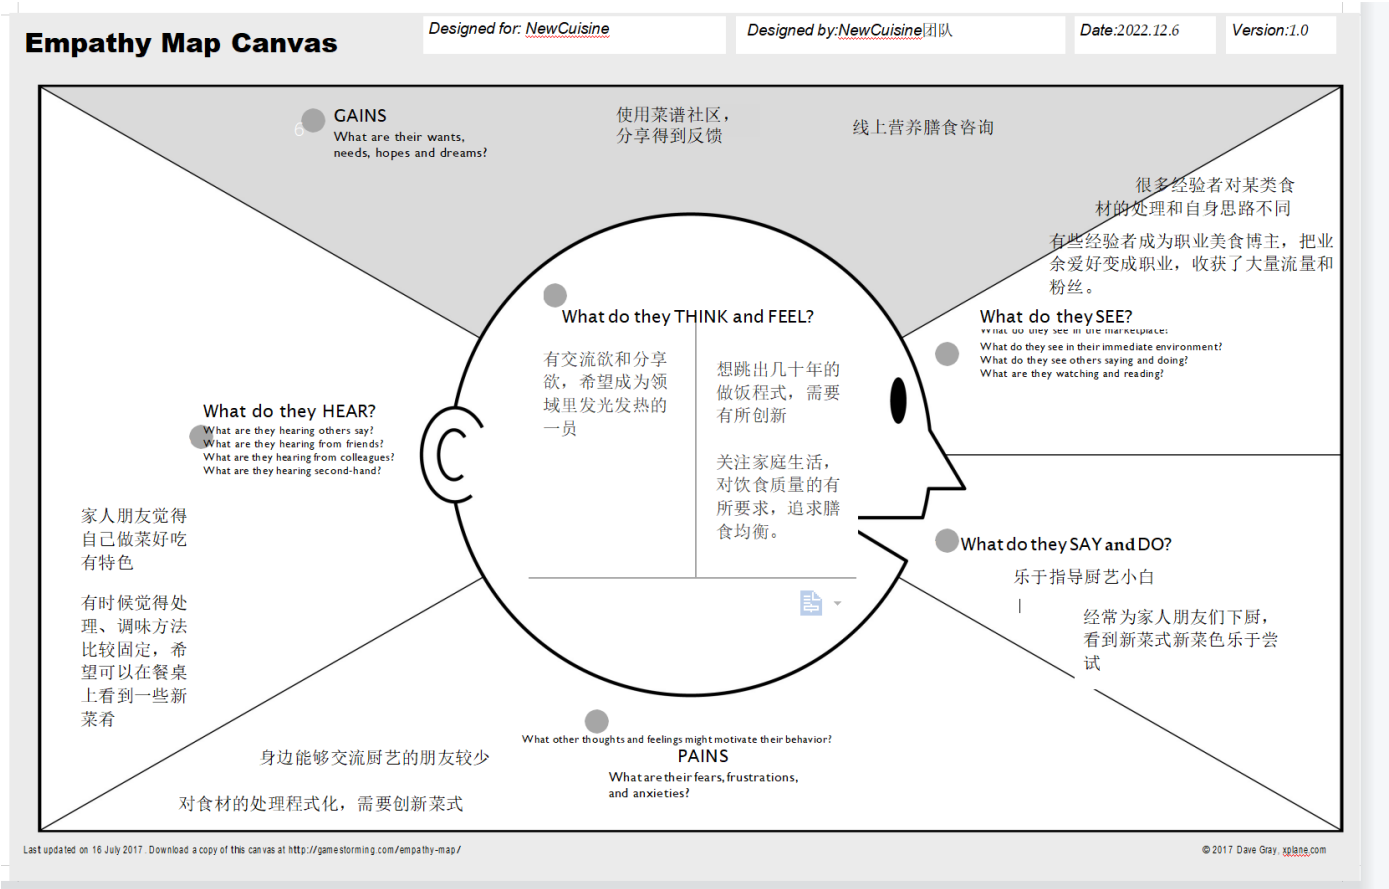 Empathy Map Canvas
Designed for: NewCuisine
Designed by:NewCuisine团队
Date:2022.12.6
Version:1.0
6
GAINS
What are their wants,
needs, hopes and dreams?
使用菜谱社区，
分享得到反馈
线上营养膳食咨询
很多经验者对某类食
材的处理和自身思路不同
有些经验者成为职业美食博主，把业
余爱好变成职业，收获了大量流量和
粉丝。
What do they SEE?
What do they see in the marketplace?
What do they see in their immediate environment?
What do they see others saying and doing?
What are they watching and reading?
What do they THINK and FEEL?
有交流欲和分享
欲，希望成为领
域里发光发热的
一员
想跳出几十年的
做饭程式，需要
有所创新
关注家庭生活，
对饮食质量的有
所要求，追求膳
食均衡。
What do they HEAR?
What are they hearing others say?
What are they hearing from friends?
What are they hearing from colleagues?
What are they hearing second-hand?
家人朋友觉得
自己做菜好吃
有特色
有时候觉得处
理、调味方法
比较固定，希
望可以在餐桌
上看到一些新
菜肴
What do they SAY and DO?
乐于指导厨艺小白
经常为家人朋友们下厨，
看到新菜式新菜色乐于尝
试
What other thoughts and feelings might motivate their behavior?
PAINS
What are their fears, frustrations,
and anxieties?
身边能够交流厨艺的朋友较少
对食材的处理程式化，需要创新菜式
Last updated on 16 July 2017. Download a copy of this canvas at http://gamestorming.com/empathy-map/
© 2017 Dave Gray, xplane.com